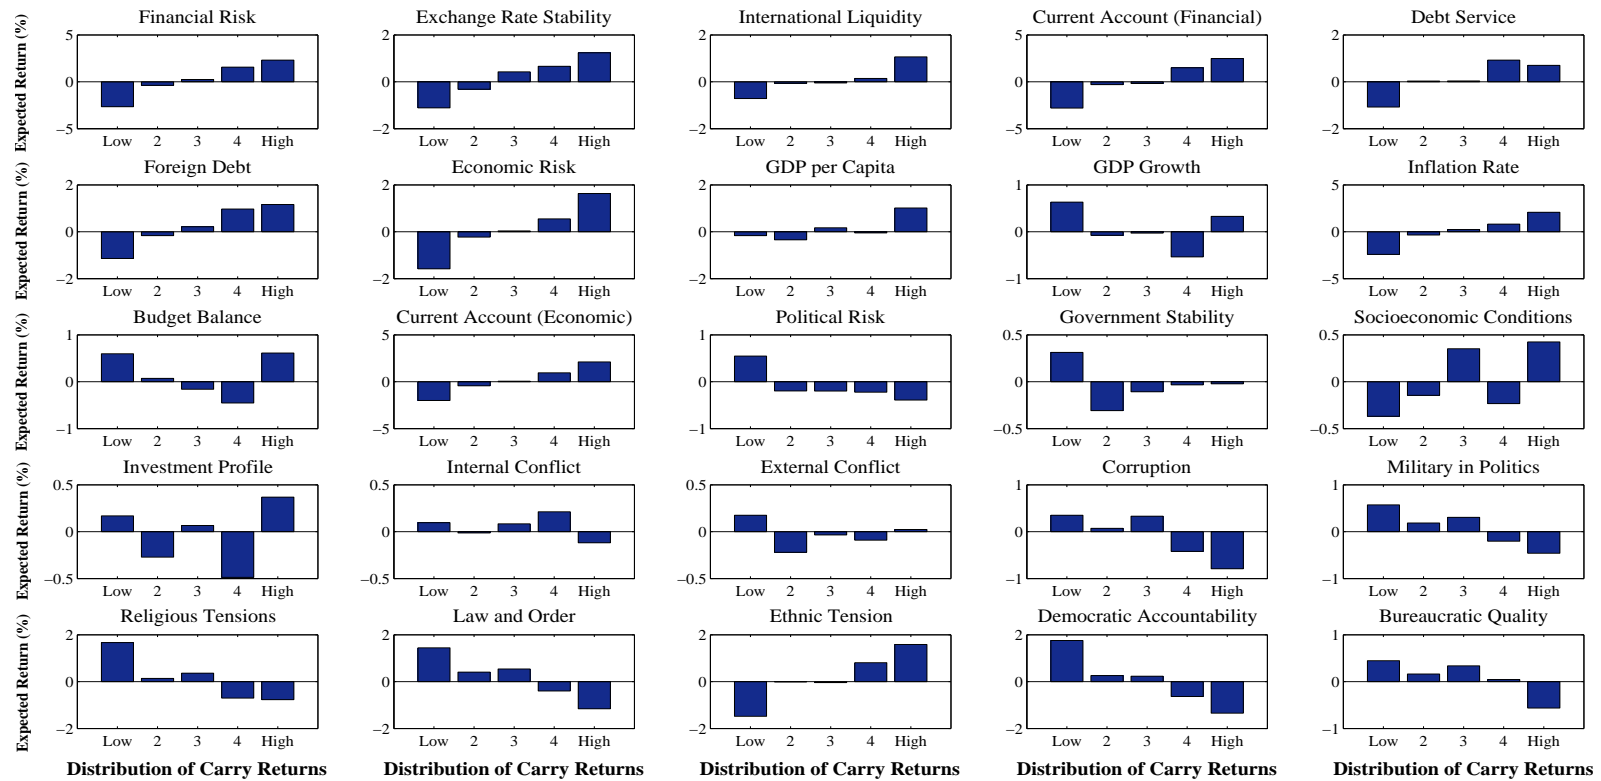 Financial Risk
Exchange Rate Stability
International Liquidity
Current Account (Financial)
Debt Service
Expected Return (%)
5
0
−5
2
0
−2
2
0
−2
5
0
−5
2
0
−2
Low 2 3 4 High
Low 2 3 4 High
Low 2 3 4 High
Low 2 3 4 High
Low 2 3 4 High
Foreign Debt
Economic Risk
GDP per Capita
GDP Growth
Inflation Rate
Expected Return (%)
2
0
−2
2
0
−2
2
0
−2
1
0
−1
5
0
−5
Low 2 3 4 High
Low 2 3 4 High
Low 2 3 4 High
Low 2 3 4 High
Low 2 3 4 High
Budget Balance
Current Account (Economic)
Political Risk
Government Stability
Socioeconomic Conditions
Expected Return (%)
1
0
−1
5
0
−5
1
0
−1
0.5
0
−0.5
0.5
0
−0.5
Low 2 3 4 High
Low 2 3 4 High
Low 2 3 4 High
Low 2 3 4 High
Low 2 3 4 High
Investment Profile
Internal Conflict
External Conflict
Corruption
Military in Politics
Expected Return (%)
0.5
0
−0.5
0.5
0
−0.5
0.5
0
−0.5
1
0
−1
1
0
−1
Low 2 3 4 High
Low 2 3 4 High
Low 2 3 4 High
Low 2 3 4 High
Low 2 3 4 High
Religious Tensions
Law and Order
Ethnic Tension
Democratic Accountability
Bureaucratic Quality
Expected Return (%)
2
0
−2
2
0
−2
2
0
−2
2
0
−2
1
0
−1
Low 2 3 4 High
Low 2 3 4 High
Low 2 3 4 High
Low 2 3 4 High
Low 2 3 4 High
Distribution of Carry Returns
Distribution of Carry Returns
Distribution of Carry Returns
Distribution of Carry Returns
Distribution of Carry Returns